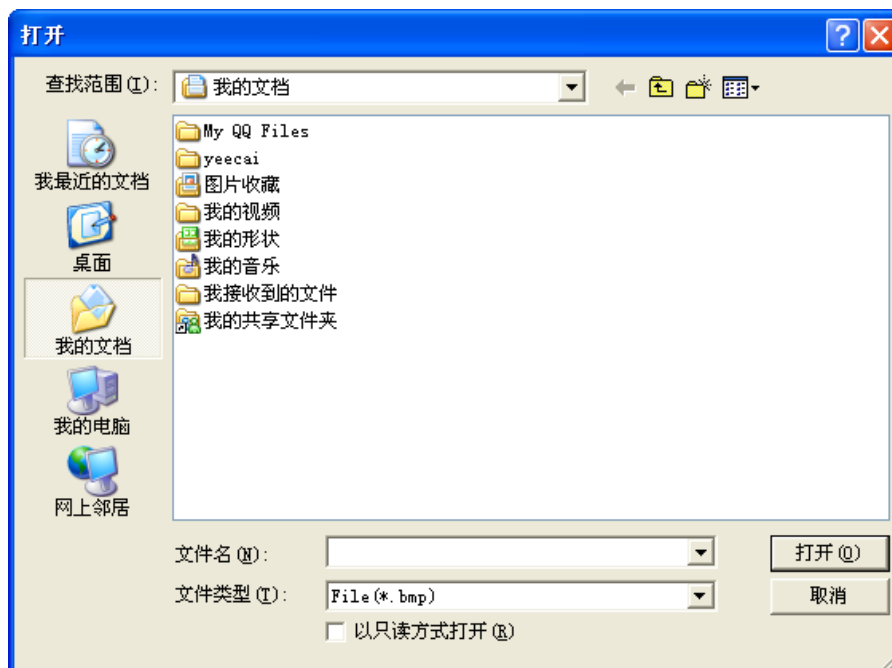 打开
查找范围(I):
我的文档
我最近的文档
桌面
我的文档
我的电脑
网上邻居
My QQ Files
yeecai
图片收藏
我的视频
我的形状
我的音乐
我接收到的文件
我的共享文件夹
文件名(N):
打开(O)
文件类型(T):
File(*.bmp)
取消
以只读方式打开(R)